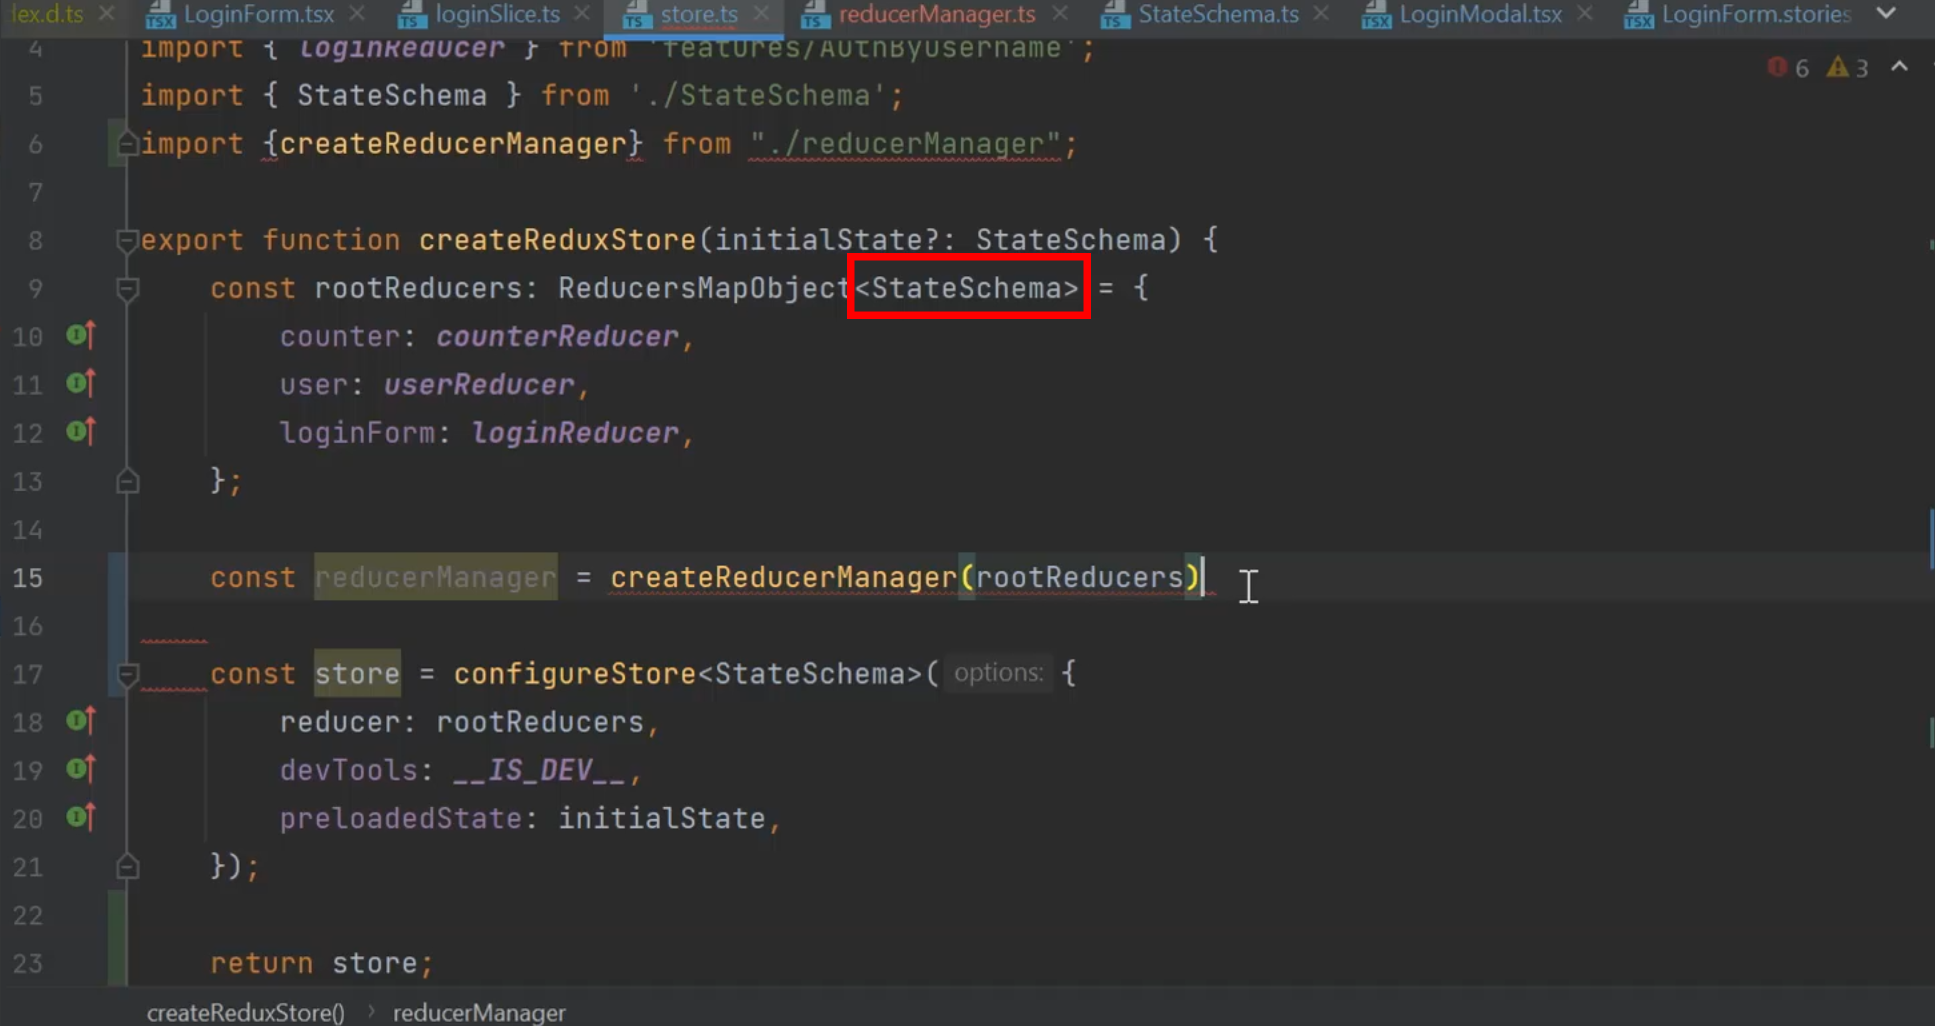 lex.d.ts LoginForm.tsx loginSlice.ts store.ts reducerManager.ts StateSchema.ts LoginModal.tsx LoginForm.stories
4 import { loginReducer } from 'features/AuthByUsername';
6 3
5 import { StateSchema } from './StateSchema';
6 import {createReducerManager} from "./reducerManager";
7
8 export function createReduxStore(initialState?: StateSchema) {
9 const rootReducers: ReducersMapObject<StateSchema> = {
10 counter: counterReducer,
11 user: userReducer,
12 loginForm: loginReducer,
13 };
14
15 const reducerManager = createReducerManager(rootReducers)
16
17 const store = configureStore<StateSchema>( options: {
18 reducer: rootReducers,
19 devTools: __IS_DEV__,
20 preloadedState: initialState,
21 });
22
23 return store;
createReduxStore() › reducerManager